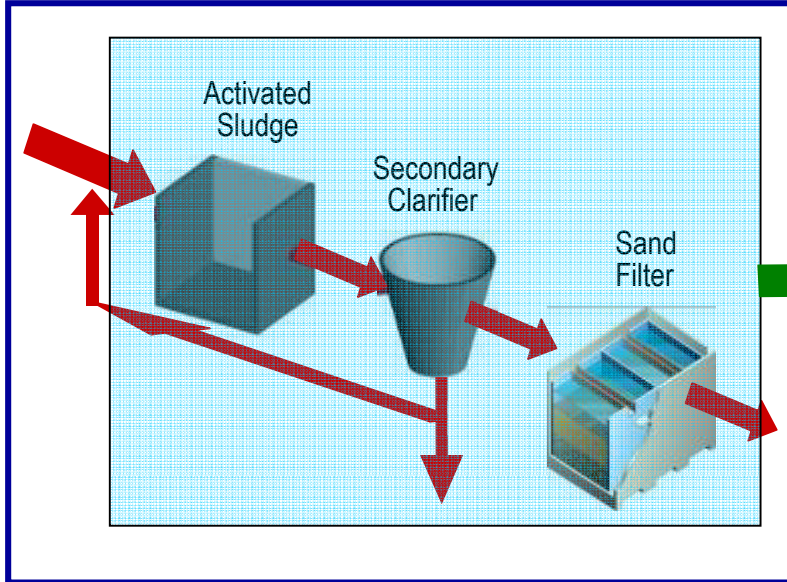 Activated
Sludge
Secondary
Clarifier
Sand
Filter